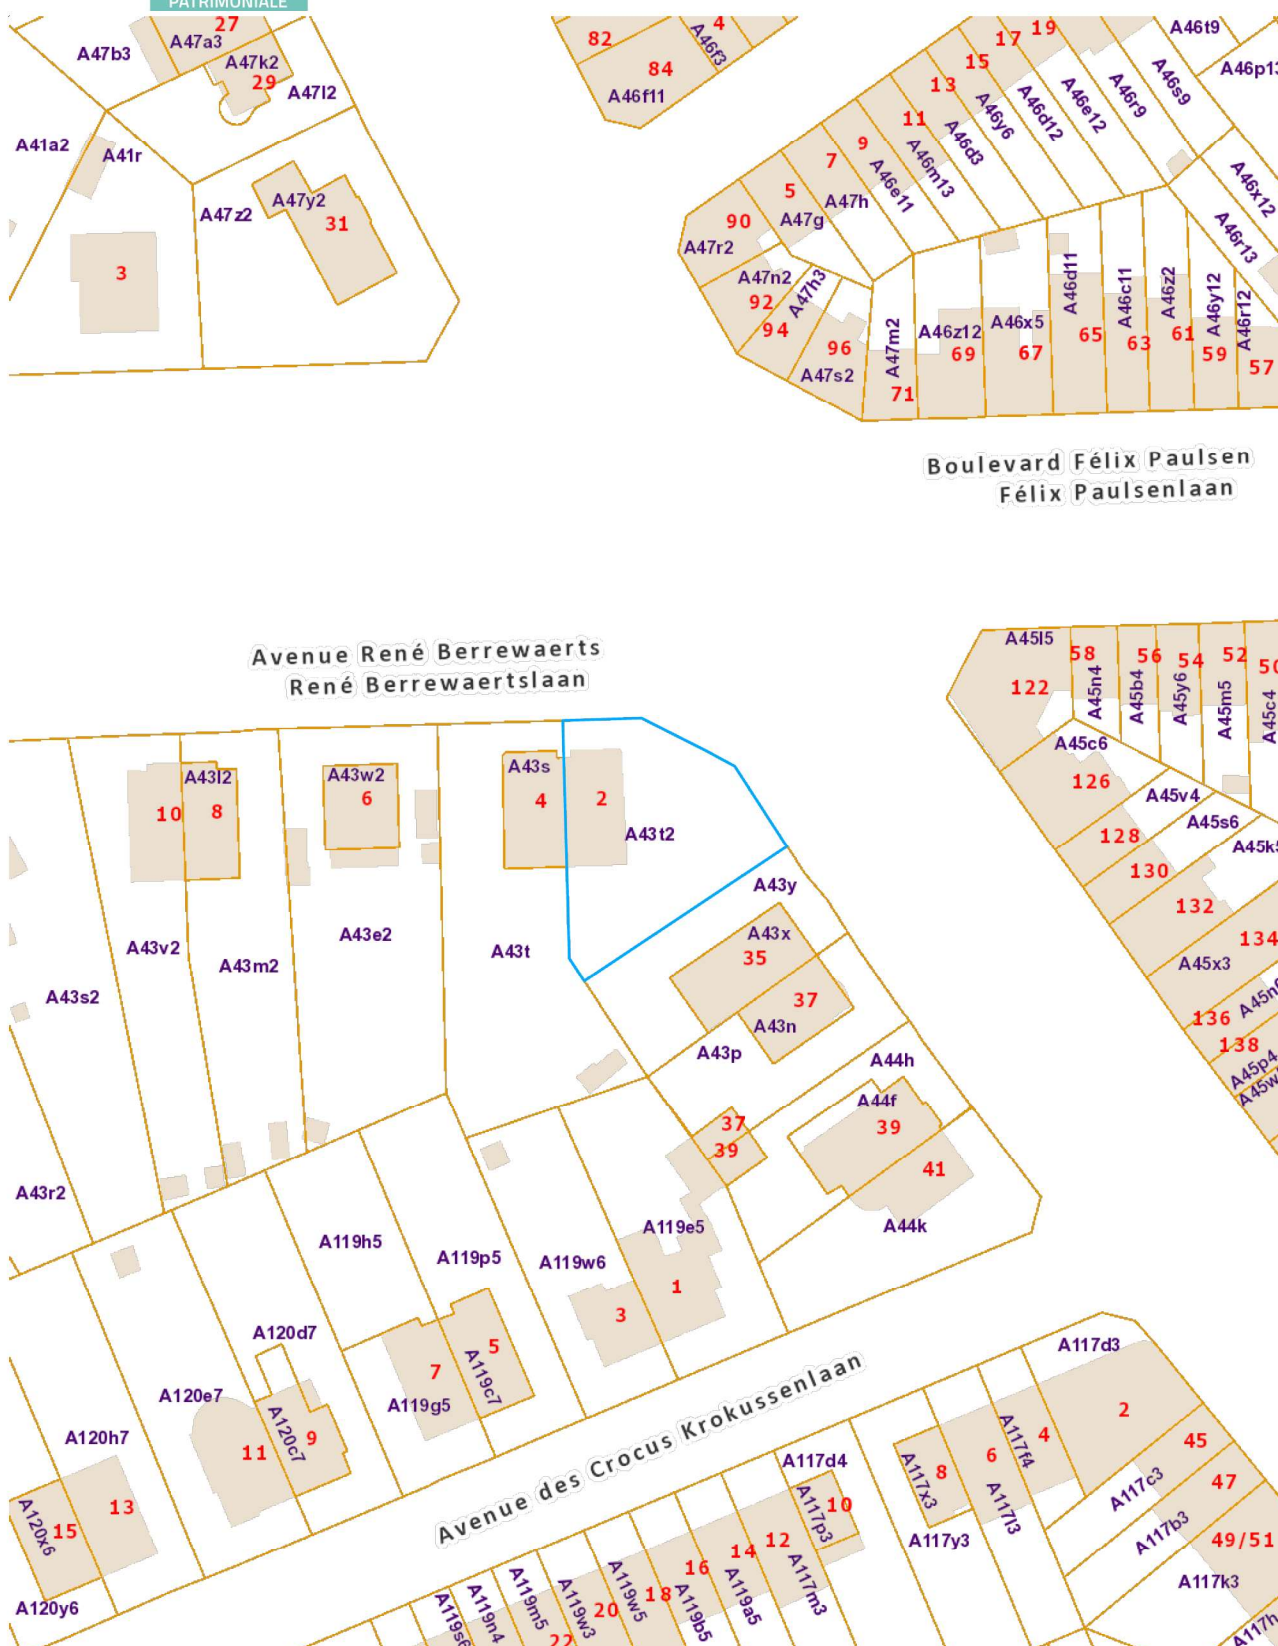 PATRIMONIALE
27
A47a3
A47b3
A47k2
29
A47l2
A41a2
A41r
A47z2
A47y2
31
3
82
4
A46f3
84
A46f11
19
17
15
13
11
9
7
5
90
A46t9
A46p13
A46s9
A46r9
A46e12
A46d12
A46y6
A46d3
A46m13
A46e11
A47h
A47g
A47r2
A46x12
A46r13
A47n2
92
A47h3
94
96
A47s2
A47m2
71
A46z12
69
A46x5
67
A46d11
65
A46c11
63
A46z2
61
A46y12
59
A46r12
57
Boulevard Félix Paulsen
Félix Paulsenlaan
Avenue René Berrewaerts
René Berrewaertslaan
A45l5
122
58
A45n4
56
A45b4
54
A45y6
52
A45m5
A45c4
A45c6
126
A45v4
128
A45s6
130
132
134
A45x3
136
138
A45p4
A43l2
10
8
A43w2
6
A43s
4
2
A43t2
A43y
A43x
35
37
A43n
A43p
A43v2
A43m2
A43e2
A43t
A43s2
A43r2
A44h
A44f
39
41
A44k
37
39
A119e5
1
A119w6
3
A119p5
A119h5
5
A119c7
7
A119g5
A120d7
A120e7
A120c7
9
11
A120h7
13
15
A120x6
A120y6
Avenue des Crocus Krokussenlaan
A117d3
2
4
A117f4
6
A117l3
8
A117x3
A117y3
45
47
49/51
A117c3
A117b3
A117k3
A117d4
10
A117p3
12
A117m3
14
A119a5
16
A119b5
18
A119w5
20
A119w3
22
A119m5
A119n4